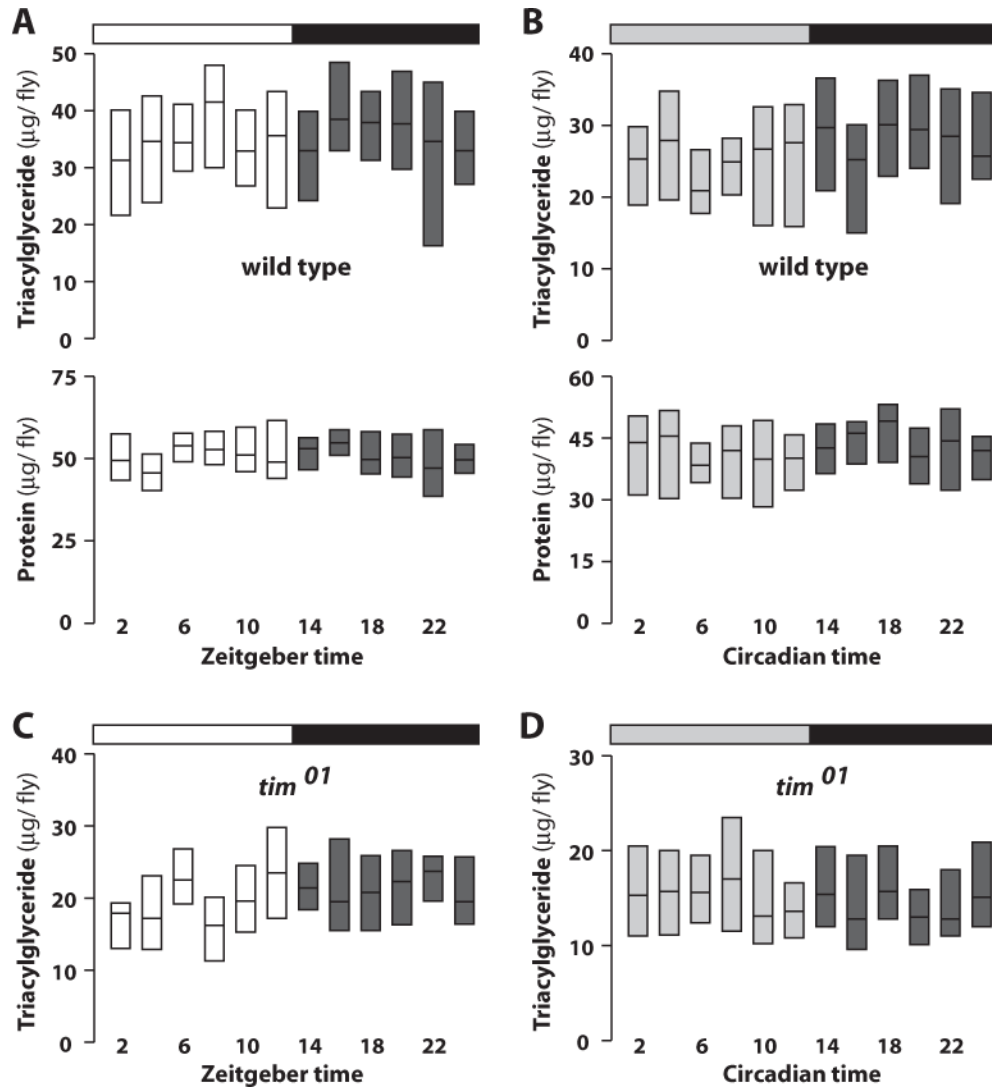 A
50
40
30
20
10
0
Triacylglyceride (μg/ fly)
wild type
75
50
25
0
Protein (μg/ fly)
2 6 10 14 18 22
Zeitgeber time
B
40
30
20
10
0
Triacylglyceride (μg/ fly)
wild type
60
45
30
15
0
Protein (μg/ fly)
2 6 10 14 18 22
Circadian time
C
40
30
20
10
0
Triacylglyceride (μg/ fly)
tim 01
2 6 10 14 18 22
Zeitgeber time
D
30
20
10
0
Triacylglyceride (μg/ fly)
tim 01
2 6 10 14 18 22
Circadian time